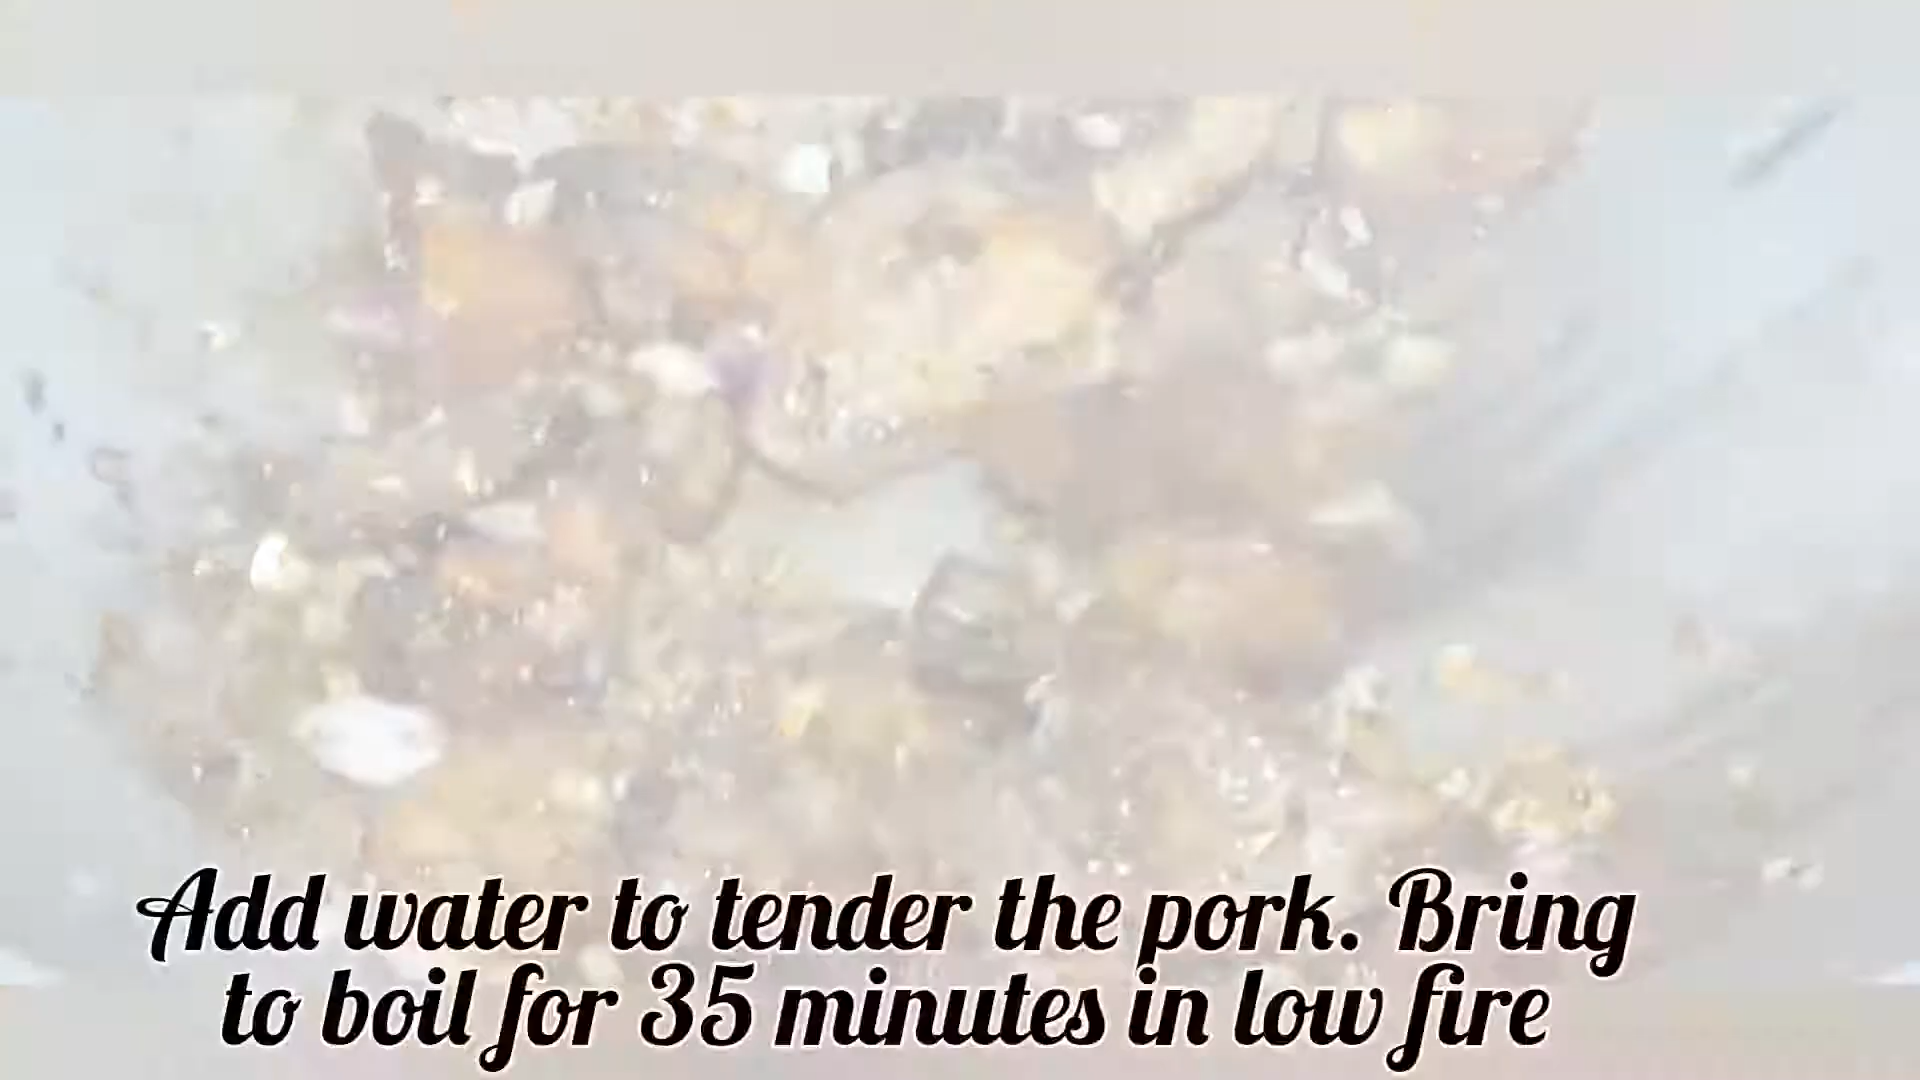 Add water to tender the pork. Bring
to boil for 35 minutes in low fire